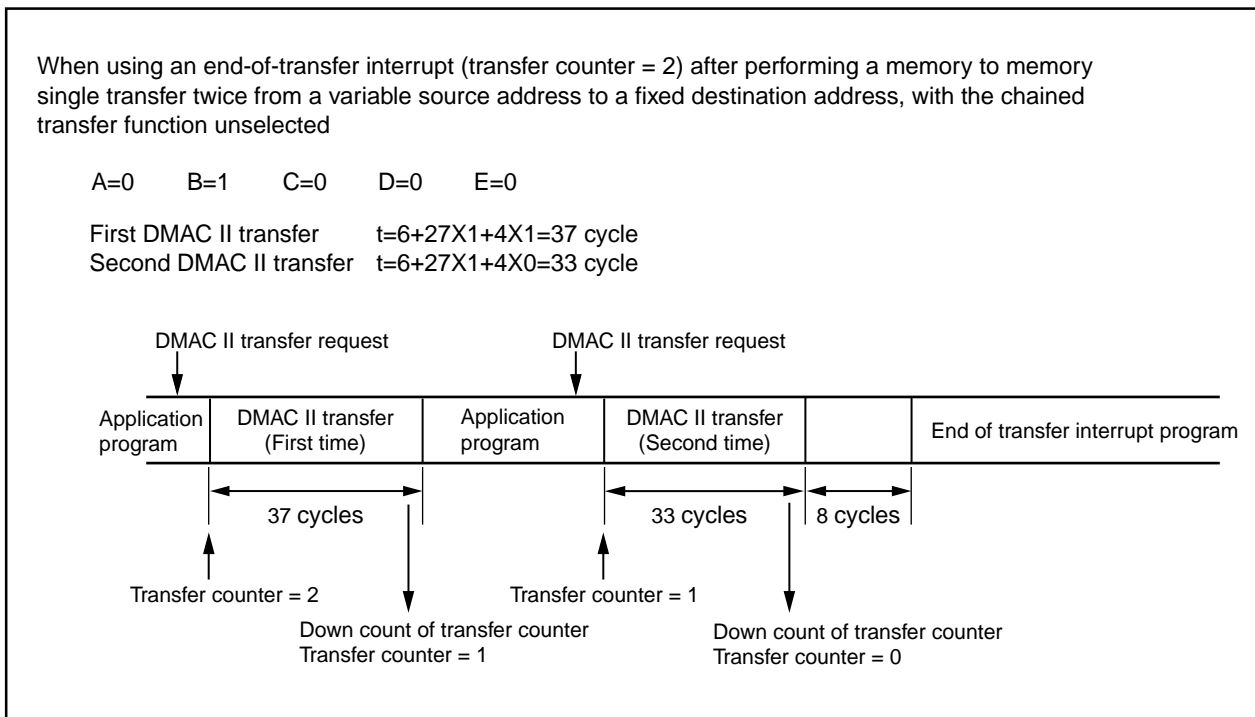 When using an end-of-transfer interrupt (transfer counter = 2) after performing a memory to memory
single transfer twice from a variable source address to a fixed destination address, with the chained
transfer function unselected
A=0 B=1 C=0 D=0 E=0
First DMAC II transfer t=6+27X1+4X1=37 cycle
Second DMAC II transfer t=6+27X1+4X0=33 cycle
DMAC II transfer request
DMAC II transfer request
Application
program
DMAC II transfer
(First time)
Application
program
DMAC II transfer
(Second time)
End of transfer interrupt program
37 cycles
33 cycles
8 cycles
Transfer counter = 2
Transfer counter = 1
Down count of transfer counter
Transfer counter = 1
Down count of transfer counter
Transfer counter = 0